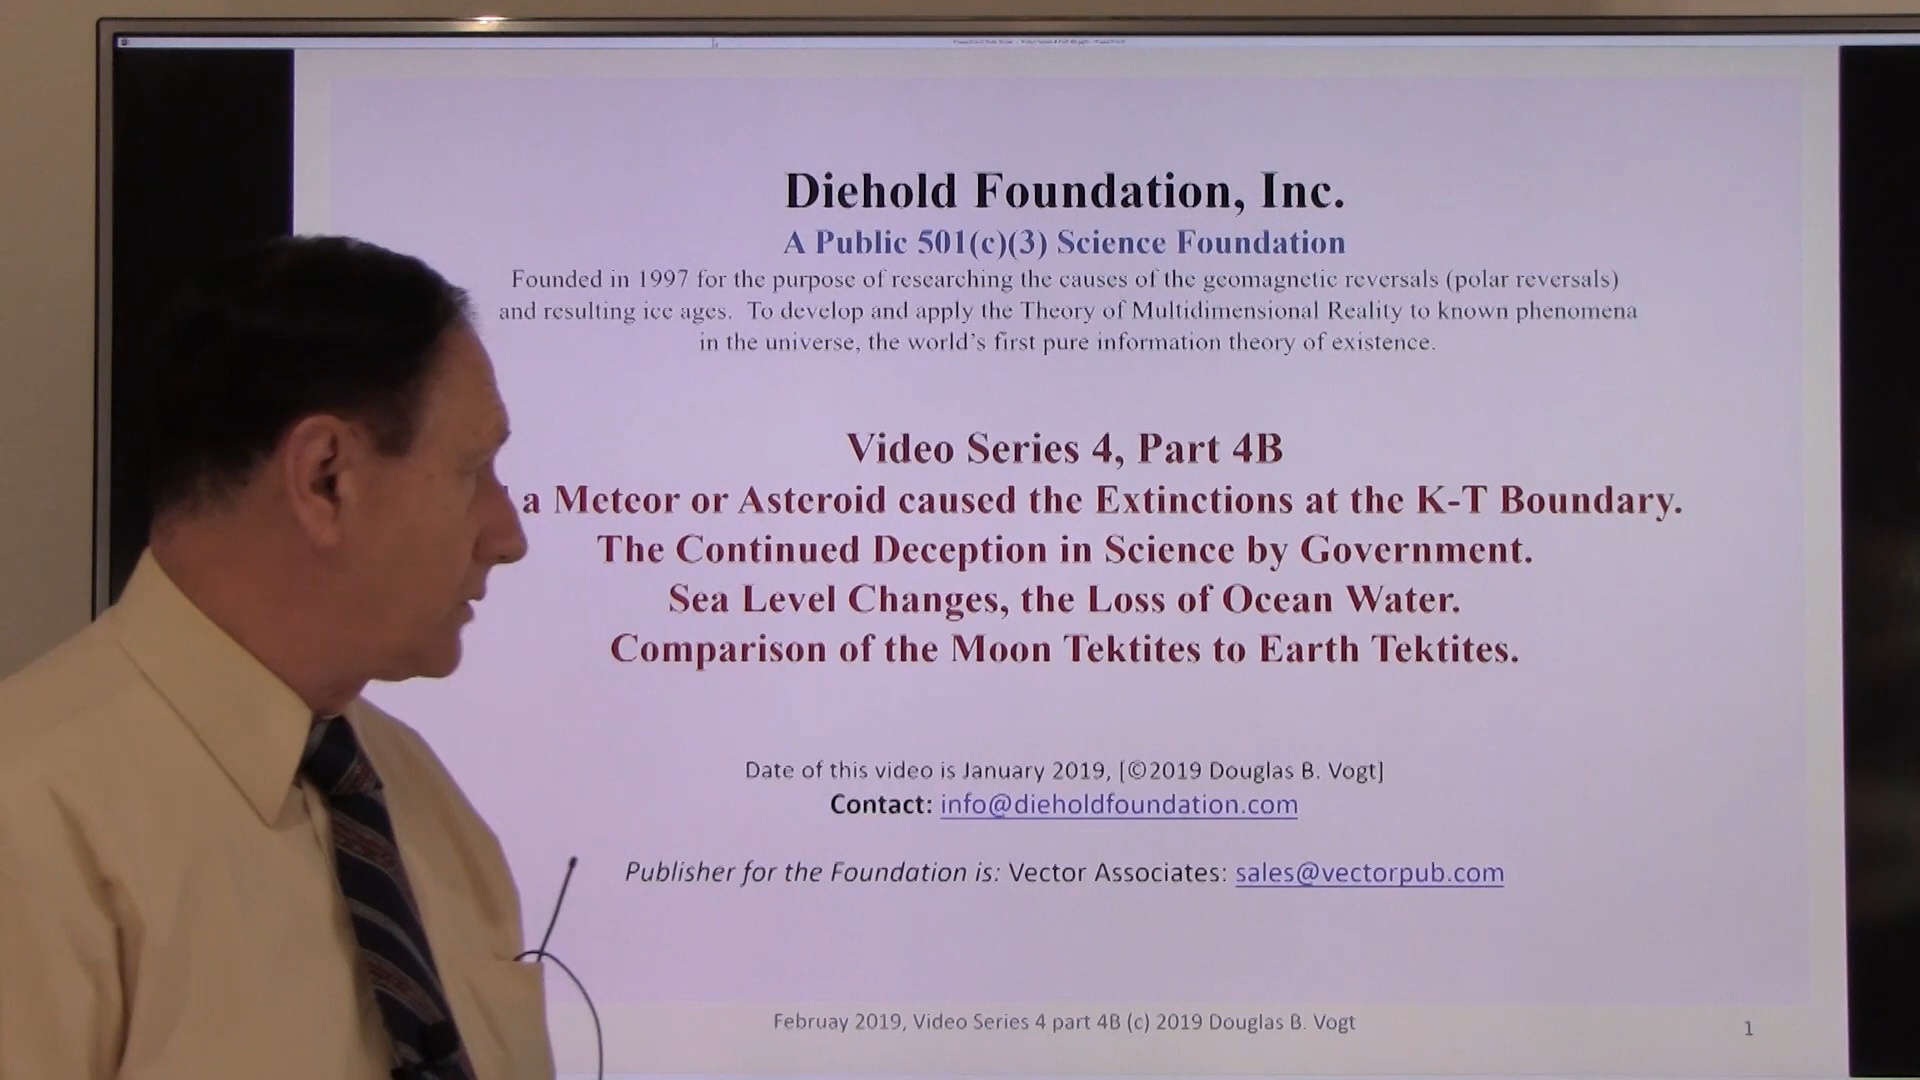 Diehold Foundation, Inc.
A Public 501(c)(3) Science Foundation
Founded in 1997 for the purpose of researching the causes of the geomagnetic reversals (polar reversals)
and resulting ice ages. To develop and apply the Theory of Multidimensional Reality to known phenomena
in the universe, the world's first pure information theory of existence.
Video Series 4, Part 4B
a Meteor or Asteroid caused the Extinctions at the K-T Boundary.
The Continued Deception in Science by Government.
Sea Level Changes, the Loss of Ocean Water.
Comparison of the Moon Tektites to Earth Tektites.
Date of this video is January 2019, [©2019 Douglas B. Vogt]
Contact: info@dieholdfoundation.com
Publisher for the Foundation is: Vector Associates: sales@vectorpub.com
Februay 2019, Video Series 4 part 4B (c) 2019 Douglas B. Vogt
1